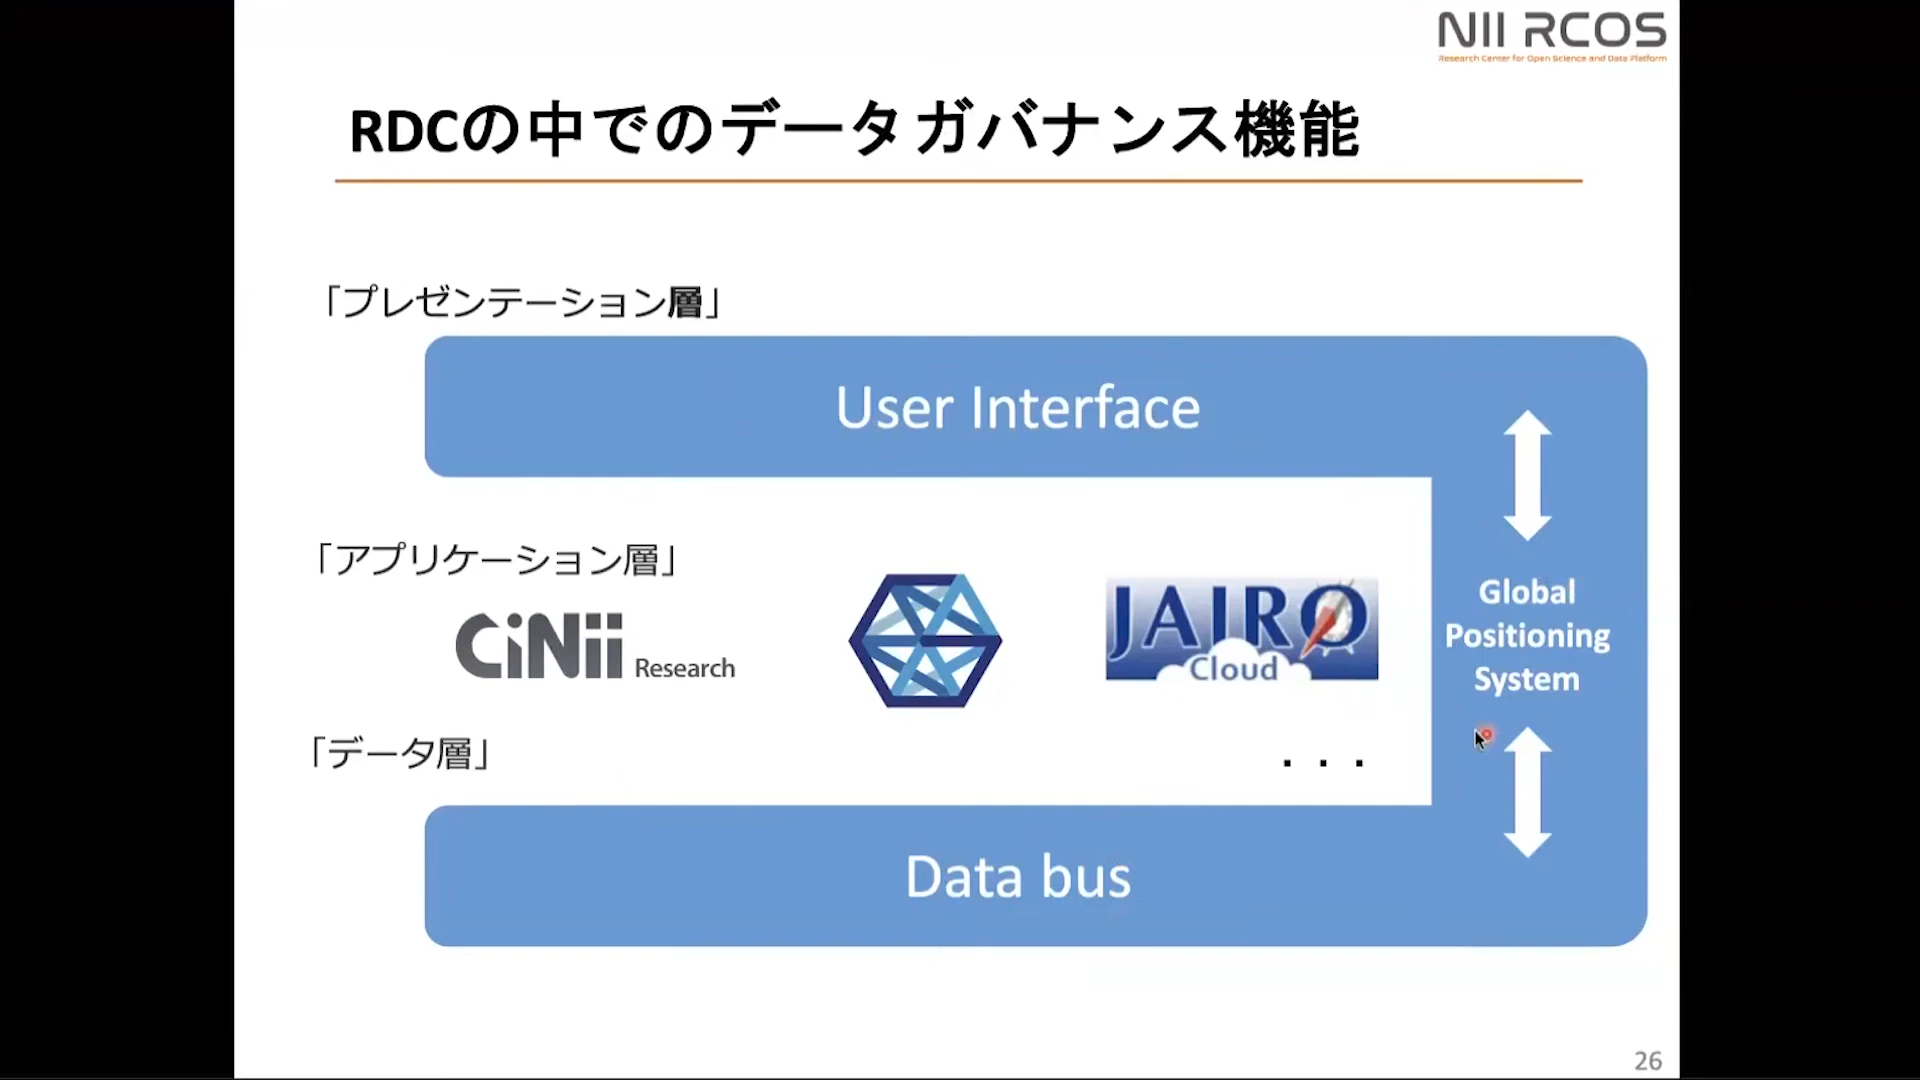 NII RCOS
Research Center for Open Science and Data Platform
RDCの中でのデータガバナンス機能
「プレゼンテーション層」
User Interface
「アプリケーション層」
CiNii Research
JAIRO
Cloud
Global
Positioning
System
「データ層」
. . .
Data bus
26